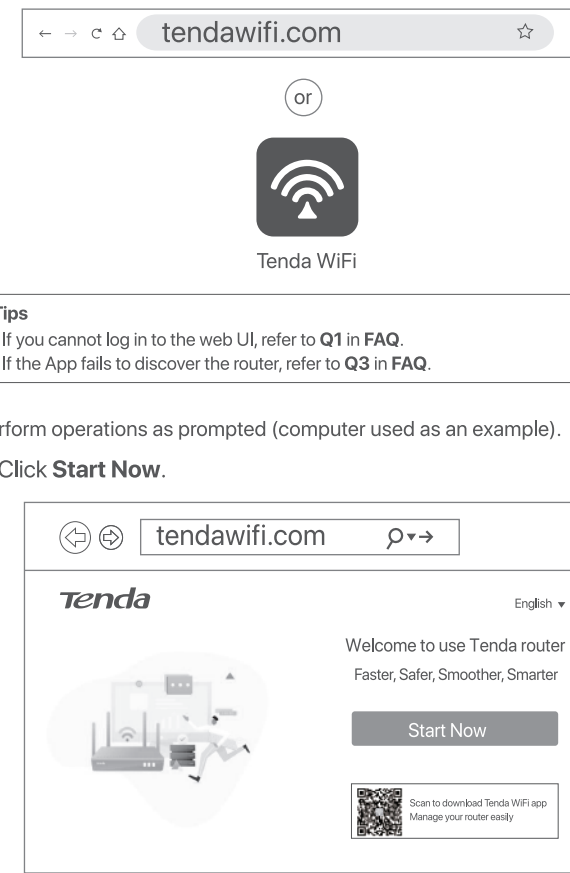 tendawifi.com
or
Tenda WiFi
Tips
If you cannot log in to the web UI, refer to Q1 in FAQ.
If the App fails to discover the router, refer to Q3 in FAQ.
rform operations as prompted (computer used as an example).
Click Start Now.
tendawifi.com
Tenda
English
Welcome to use Tenda router
Faster, Safer, Smoother, Smarter
Start Now
Scan to download Tenda WiFi app
Manage your router easily